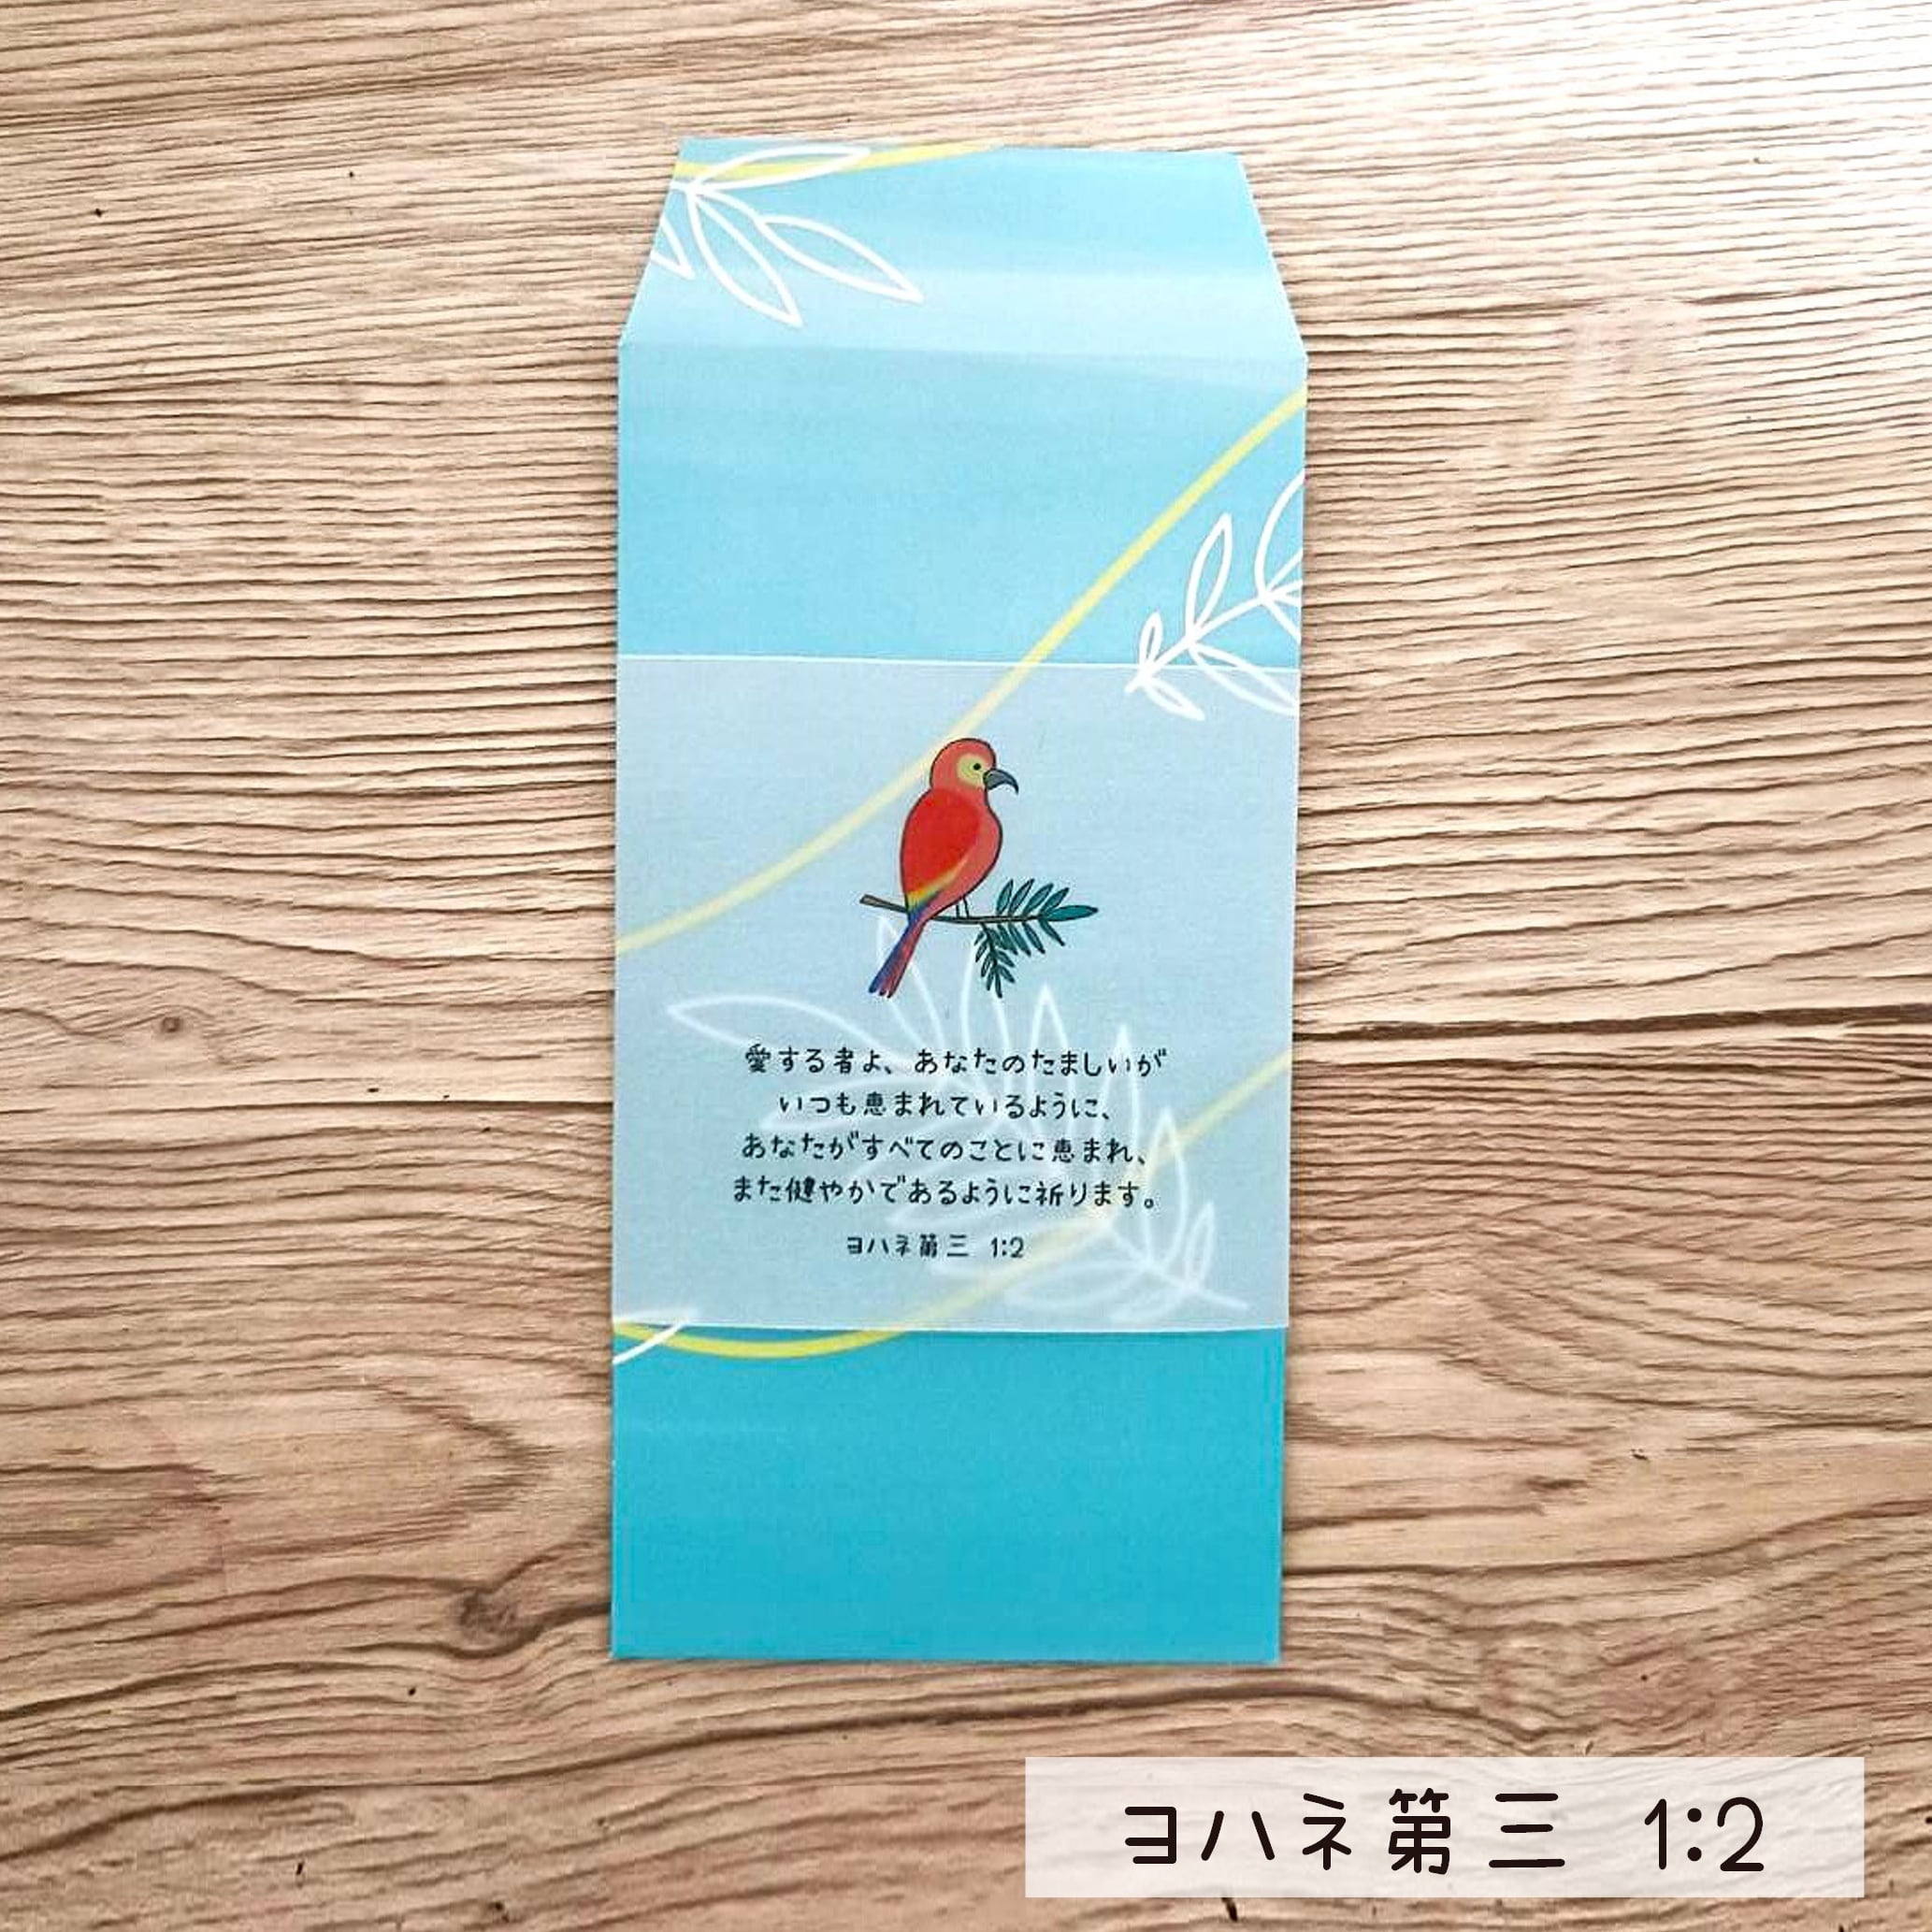 愛する者よ、あなたのたましいが
いつも恵まれているように、
あなたがすべてのことに恵まれ、
また健やかであるように祈ります。
ヨハネ第三 1:2
ヨハネ第三 1:2